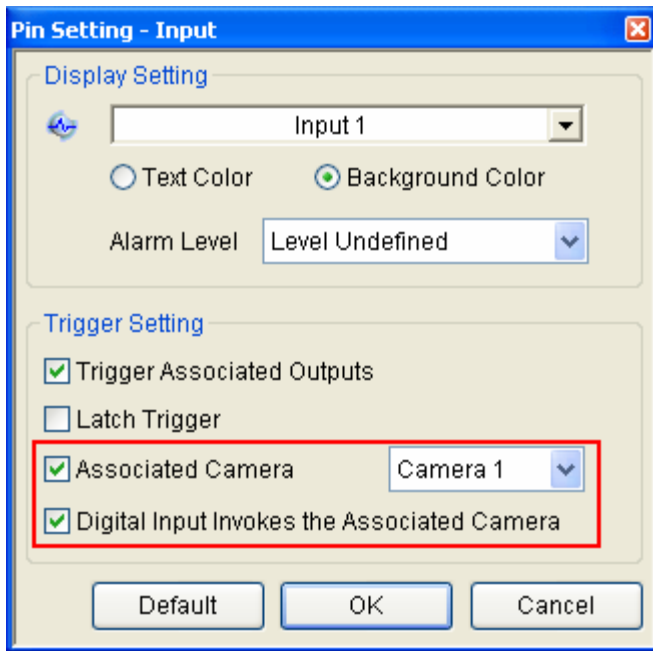 Pin Setting - Input
Display Setting
Input 1
Text Color Background Color
Alarm Level Level Undefined
Trigger Setting
Trigger Associated Outputs
Latch Trigger
Associated Camera Camera 1
Digital Input Invokes the Associated Camera
Default OK Cancel